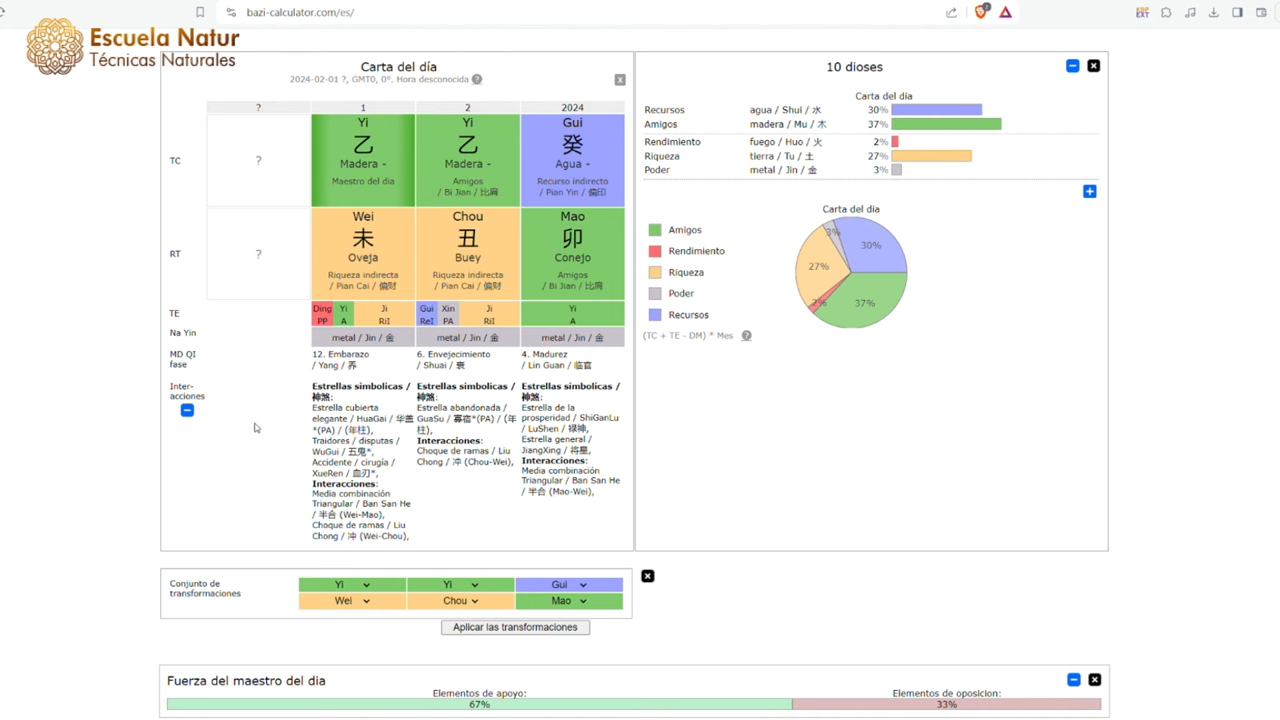 bazi-calculator.com/es/
Escuela Natur
Técnicas Naturales
Carta del día
2024-02-01 ?, GMT0, 0°. Hora desconocida ?
? 1 2 2024
TC
?
Yi
乙
Madera -
Maestro del dia
Yi
乙
Madera -
Amigos
/ Bi Jian / 比肩
Gui
癸
Agua -
Recurso indirecto
/ Pian Yin / 偏印
RT
?
Wei
未
Oveja
Riqueza indirecta
/ Pian Cai / 偏财
Chou
丑
Buey
Riqueza indirecta
/ Pian Cai / 偏财
Mao
卯
Conejo
Amigos
/ Bi Jian / 比肩
TE
Ding Yi Ji
PP A RiI
Gui Xin Ji
ReI PA RiI
Yi
A
Na Yin
metal / Jin / 金
metal / Jin / 金
metal / Jin / 金
MD QI
fase
12. Embarazo
/ Yang / 养
6. Envejecimiento
/ Shuai / 衰
4. Madurez
/ Lin Guan / 临官
Inter-
acciones
Estrellas simbolicas /
神煞:
Estrella cubierta
elegante / HuaGai / 华盖
*(PA) / (年柱),
Traidores / disputas /
WuGui / 五鬼*,
Accidente / cirugía /
XueRen / 血刃*,
Interacciones:
Media combinación
Triangular / Ban San He
/ 半合 (Wei-Mao),
Choque de ramas / Liu
Chong / 冲 (Wei-Chou),
Estrellas simbolicas /
神煞:
Estrella abandonada /
GuaSu / 寡宿*(PA) / (年
柱),
Interacciones:
Choque de ramas / Liu
Chong / 冲 (Chou-Wei),
Estrellas simbolicas /
神煞:
Estrella de la
prosperidad / ShiGanLu
/ LuShen / 禄神,
Estrella general /
JiangXing / 将星,
Interacciones:
Media combinación
Triangular / Ban San He
/ 半合 (Mao-Wei),
10 dioses
Carta del día
Recursos agua / Shui / 水 30%
Amigos madera / Mu / 木 37%
Rendimiento fuego / Huo / 火 2%
Riqueza tierra / Tu / 土 27%
Poder metal / Jin / 金 3%
Carta del día
Amigos
Rendimiento
Riqueza
Poder
Recursos
3%
30%
27%
2%
37%
(TC + TE - DM) * Mes ?
Conjunto de
transformaciones
Yi Yi Gui
Wei Chou Mao
Aplicar las transformaciones
Fuerza del maestro del dia
Elementos de apoyo: Elementos de oposicion:
67% 33%